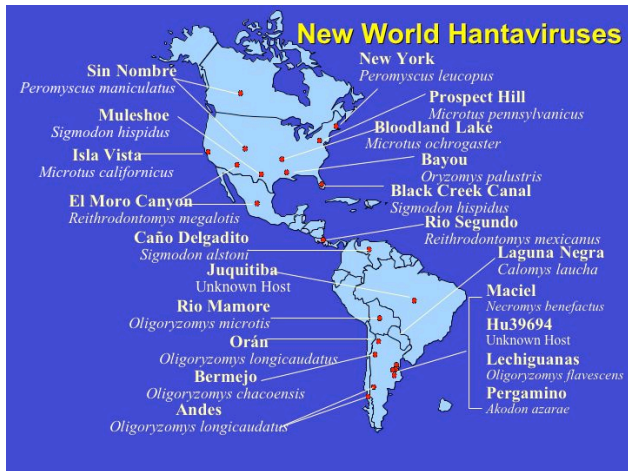 New World Hantaviruses
New York
Peromyscus leucopus
Sin Nombre
Peromyscus maniculatus
Prospect Hill
Microtus pennsylvanicus
Muleshoe
Sigmodon hispidus
Bloodland Lake
Microtus ochrogaster
Isla Vista
Microtus californicus
Bayou
Oryzomys palustris
Black Creek Canal
Sigmodon hispidus
El Moro Canyon
Reithrodontomys megalotis
Rio Segundo
Reithrodontomys mexicanus
Caño Delgadito
Sigmodon alstoni
Laguna Negra
Calomys laucha
Juquitiba
Unknown Host
Maciel
Necromys benefactus
Rio Mamore
Oligoryzomys microtis
Hu39694
Unknown Host
Orán
Oligoryzomys longicaudatus
Lechiguanas
Oligoryzomys flavescens
Bermejo
Oligoryzomys chacoensis
Pergamino
Akodon azarae
Andes
Oligoryzomys longicaudatus